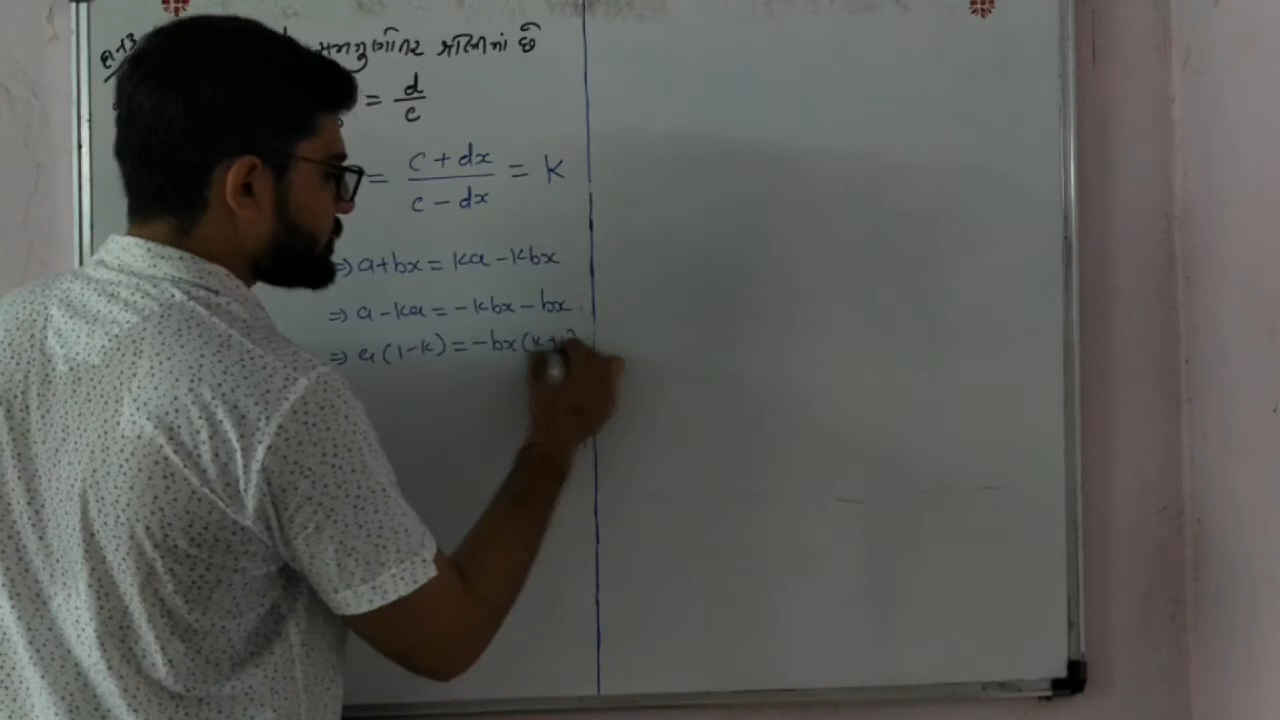 સમગુણોત્તર શ્રેણીમાં છે
= d/c
= (c + dx)/(c - dx) = K
⇒ a+bx = ka - kbx
⇒ a - ka = -kbx - bx
⇒ a(1-k) = -bx(k+